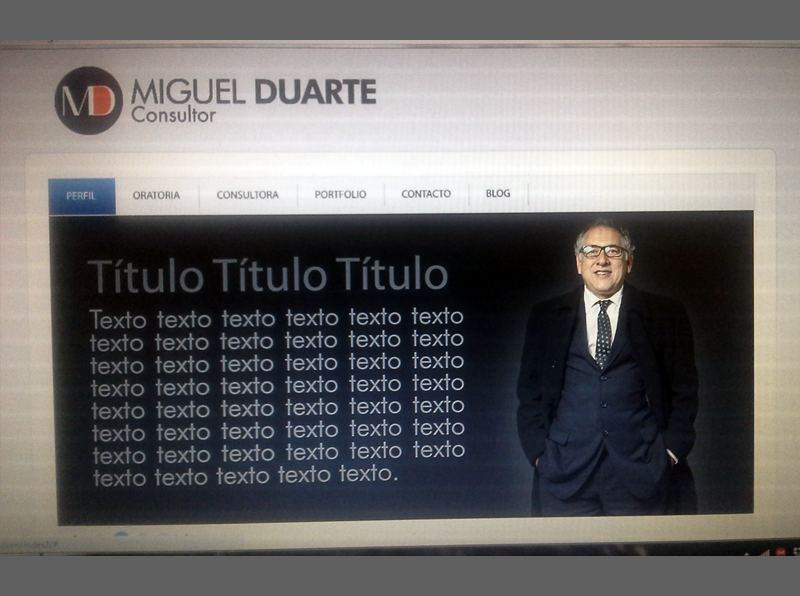 MD
MIGUEL DUARTE
Consultor
PERFIL ORATORIA CONSULTORA PORTFOLIO CONTACTO BLOG
Título Título Título
Texto texto texto texto texto texto
texto texto texto texto texto texto
texto texto texto texto texto texto
texto texto texto texto texto texto
texto texto texto texto texto texto
texto texto texto texto texto texto
texto texto texto texto texto texto
texto texto texto texto texto.